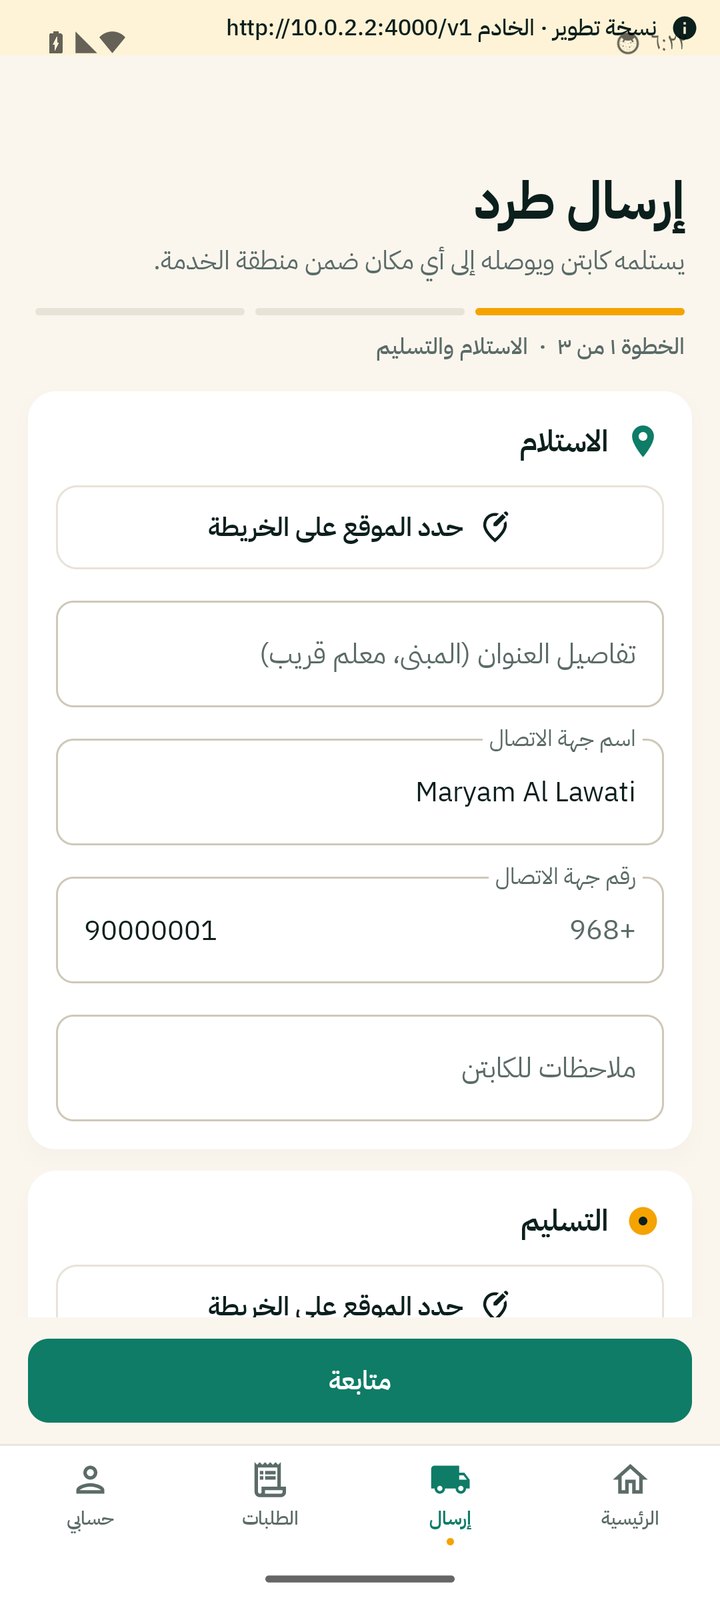 نسخة تطوير · الخادم http://10.0.2.2:4000/v1
إرسال طرد
يستلمه كابتن ويوصله إلى أي مكان ضمن منطقة الخدمة.
الخطوة ١ من ٣ · الاستلام والتسليم
الاستلام
حدد الموقع على الخريطة
تفاصيل العنوان (المبنى، معلم قريب)
اسم جهة الاتصال
Maryam Al Lawati
رقم جهة الاتصال
+968 90000001
ملاحظات للكابتن
التسليم
حدد الموقع على الخريطة
متابعة
الرئيسية
إرسال
الطلبات
حسابي